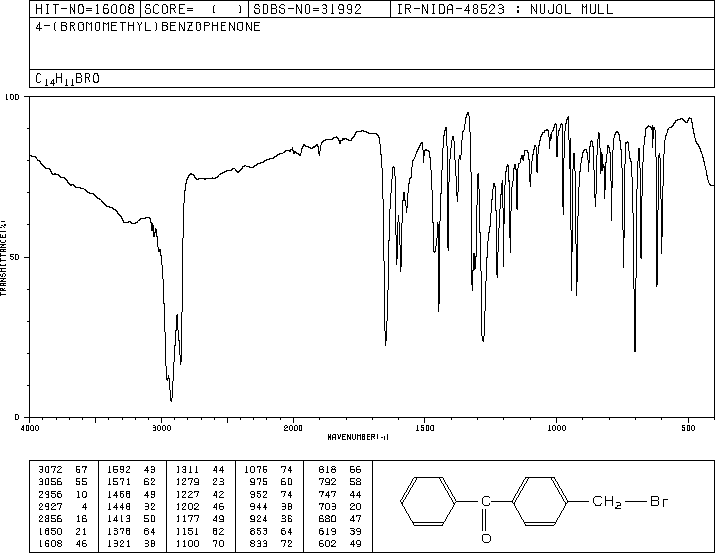 HIT-NO=16008 SCORE= ( ) SDBS-NO=31992 IR-NIDA-48523 : NUJOL MULL
4-(BROMOMETHYL)BENZOPHENONE
C14H11BRO
100
50
0
TRANSMITTANCE(%)
4000 3000 2000 1500 1000 500
WAVENUMBER(-1)
3072 57 1592 43 1311 44 1076 74 818 66
3056 55 1571 62 1279 23 975 60 792 58
2956 10 1468 49 1227 42 952 74 747 44
2927 4 1448 32 1202 46 944 38 703 20
2856 16 1413 50 1177 49 924 36 680 47
1650 21 1378 64 1151 62 853 64 619 39
1608 46 1321 38 1100 70 833 72 602 49
C CH2 Br
O